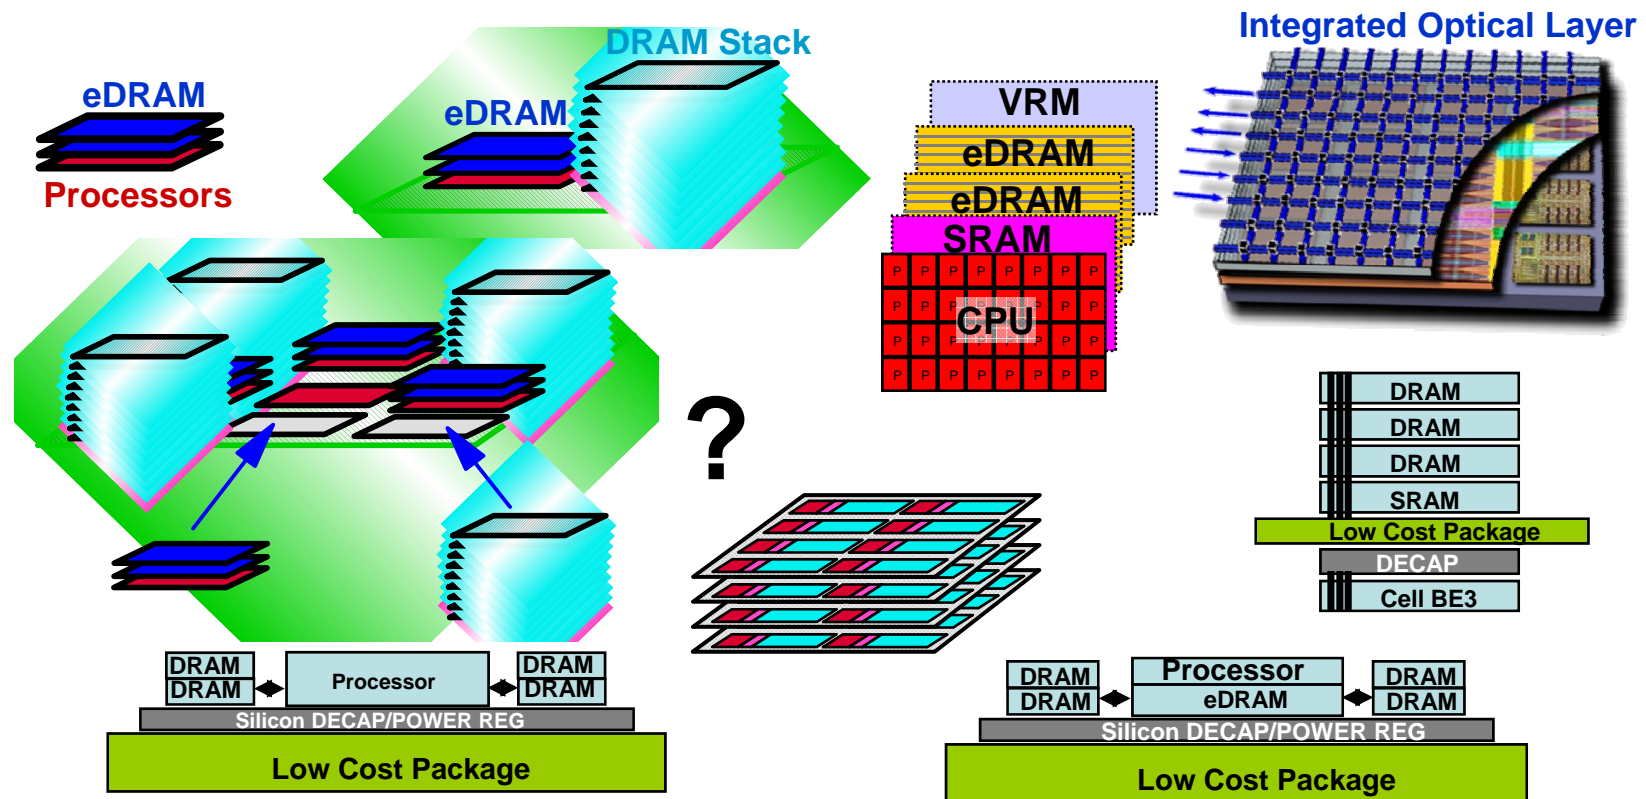 Integrated Optical Layer
DRAM Stack
eDRAM
eDRAM
Processors
VRM
eDRAM
eDRAM
SRAM
P P P P P P P P
P P P P P P
CPU
P P P P P P P P
P P P P P P P P
?
DRAM
DRAM
DRAM
SRAM
Low Cost Package
DECAP
Cell BE3
DRAM
DRAM
Processor
DRAM
DRAM
Silicon DECAP/POWER REG
Low Cost Package
DRAM
DRAM
Processor
eDRAM
DRAM
DRAM
Silicon DECAP/POWER REG
Low Cost Package